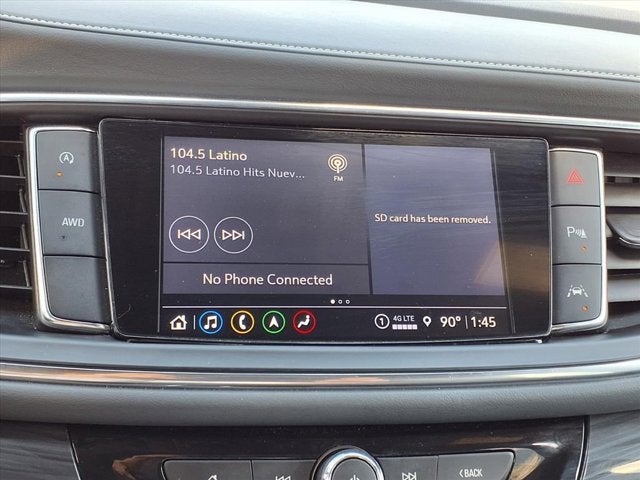 A
AWD
104.5 Latino
104.5 Latino Hits Nuev...
FM
No Phone Connected
SD card has been removed.
1 4G LTE 90° 1:45
P
<BACK